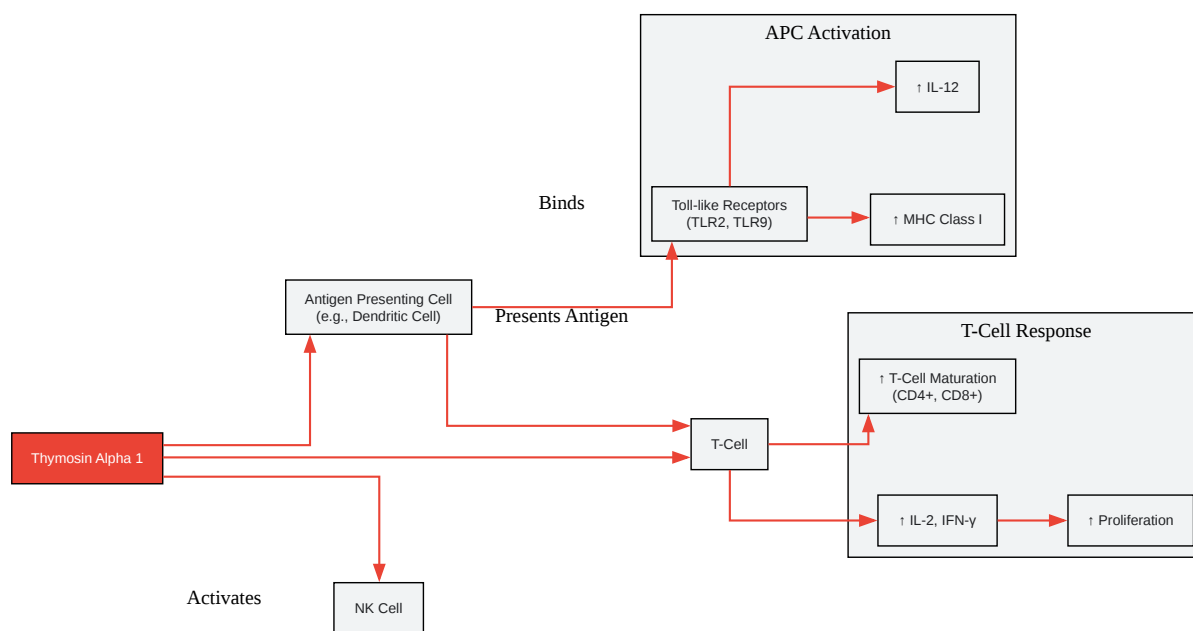 APC Activation
↑ IL-12
Binds
Toll-like Receptors
(TLR2, TLR9)
↑ MHC Class I
Antigen Presenting Cell
(e.g., Dendritic Cell)
Presents Antigen
T-Cell Response
↑ T-Cell Maturation
(CD4+, CD8+)
T-Cell
Thymosin Alpha 1
↑ IL-2, IFN-γ
↑ Proliferation
Activates
NK Cell